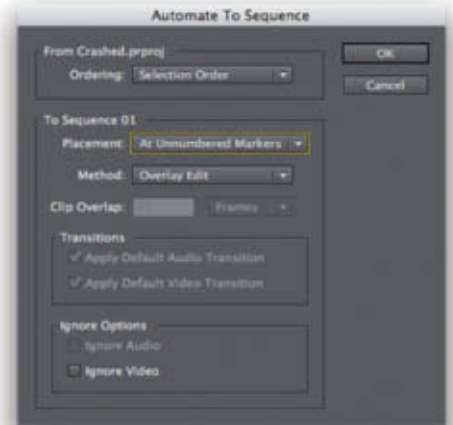 Automate To Sequence
From Crashed.prproj
Ordering: Selection Order
OK
Cancel
To Sequence 01
Placement: At Unnumbered Markers
Method: Overlay Edit
Clip Overlap: Frames
Transitions
Apply Default Audio Transition
Apply Default Video Transition
Ignore Options
Ignore Audio
Ignore Video